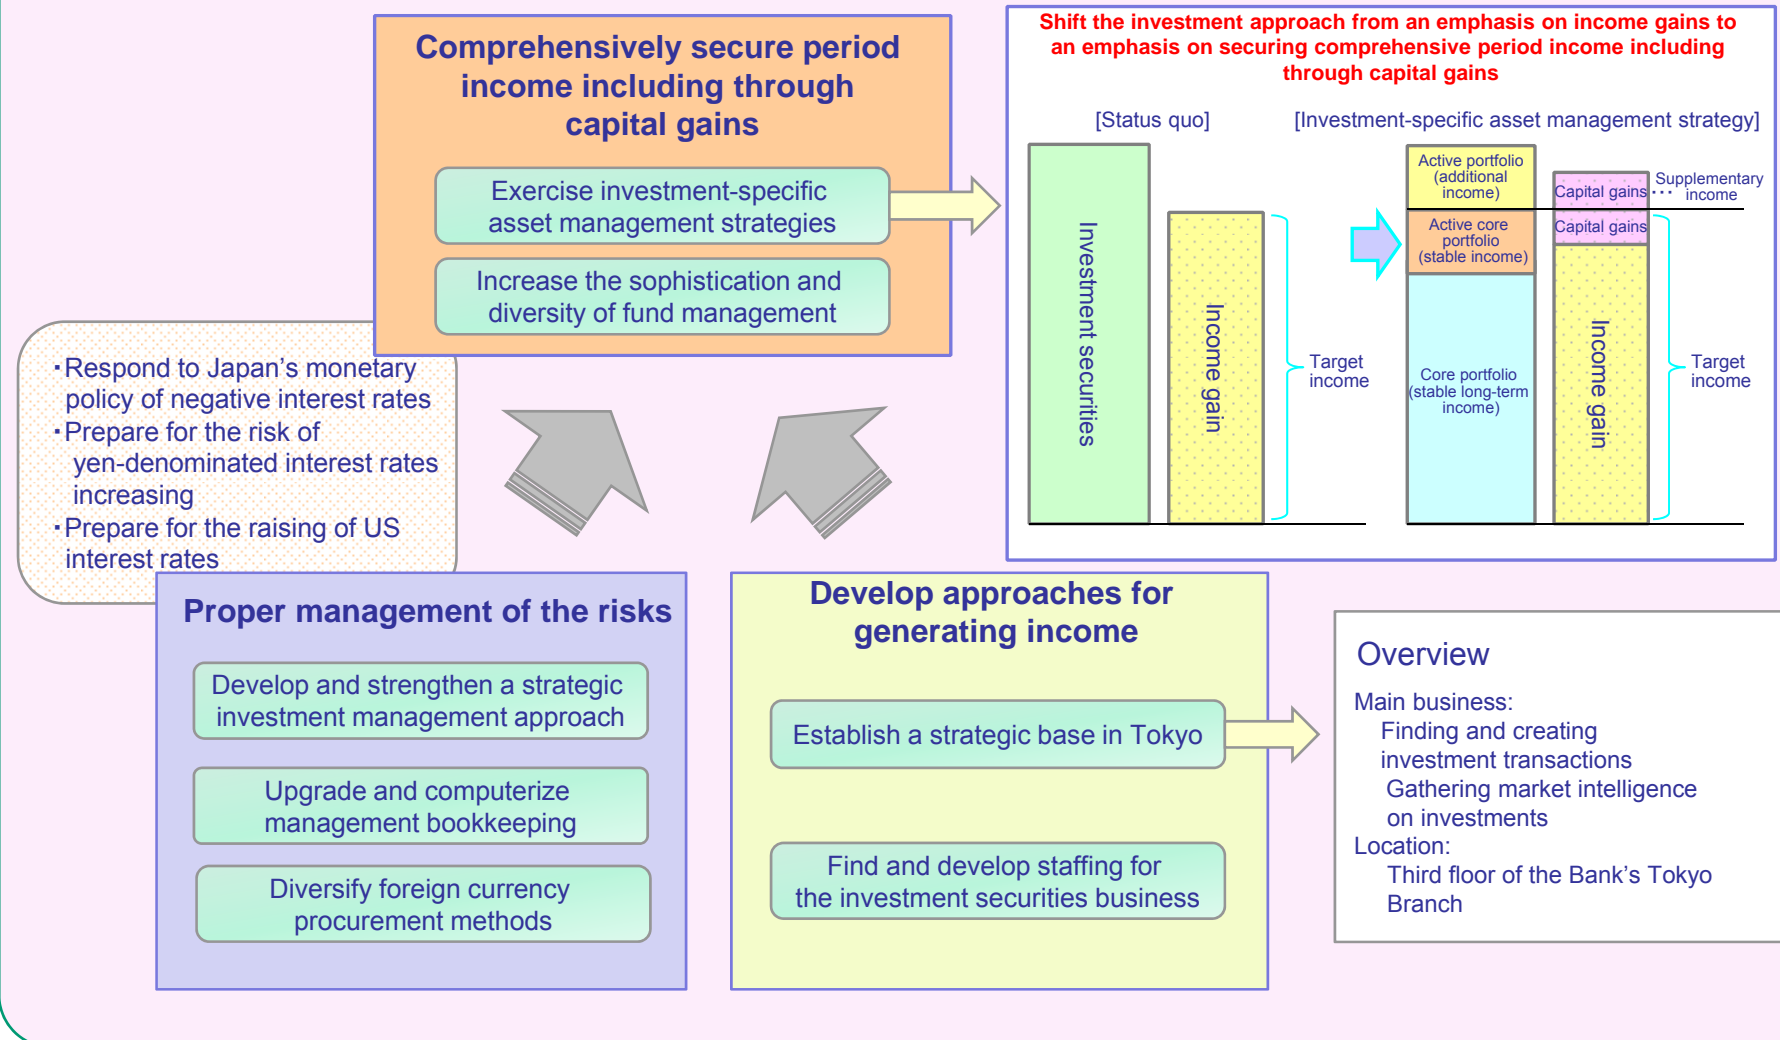 Comprehensively secure period
income including through
capital gains
Exercise investment-specific
asset management strategies
Increase the sophistication and
diversity of fund management
Shift the investment approach from an emphasis on income gains to
an emphasis on securing comprehensive period income including
through capital gains
[Status quo]
[Investment-specific asset management strategy]
Investment securities
Income gain
Target
income
Active portfolio
(additional
income)
Active core
portfolio
(stable income)
Core portfolio
(stable long-term
income)
Capital gains
…
Supplementary
income
Capital gains
Income gain
Target
income
・Respond to Japan’s monetary
policy of negative interest rates
・Prepare for the risk of
yen-denominated interest rates
increasing
・Prepare for the raising of US
interest rates
Proper management of the risks
Develop and strengthen a strategic
investment management approach
Upgrade and computerize
management bookkeeping
Diversify foreign currency
procurement methods
Develop approaches for
generating income
Establish a strategic base in Tokyo
Find and develop staffing for
the investment securities business
Overview
Main business:
Finding and creating
investment transactions
Gathering market intelligence
on investments
Location:
Third floor of the Bank’s Tokyo
Branch